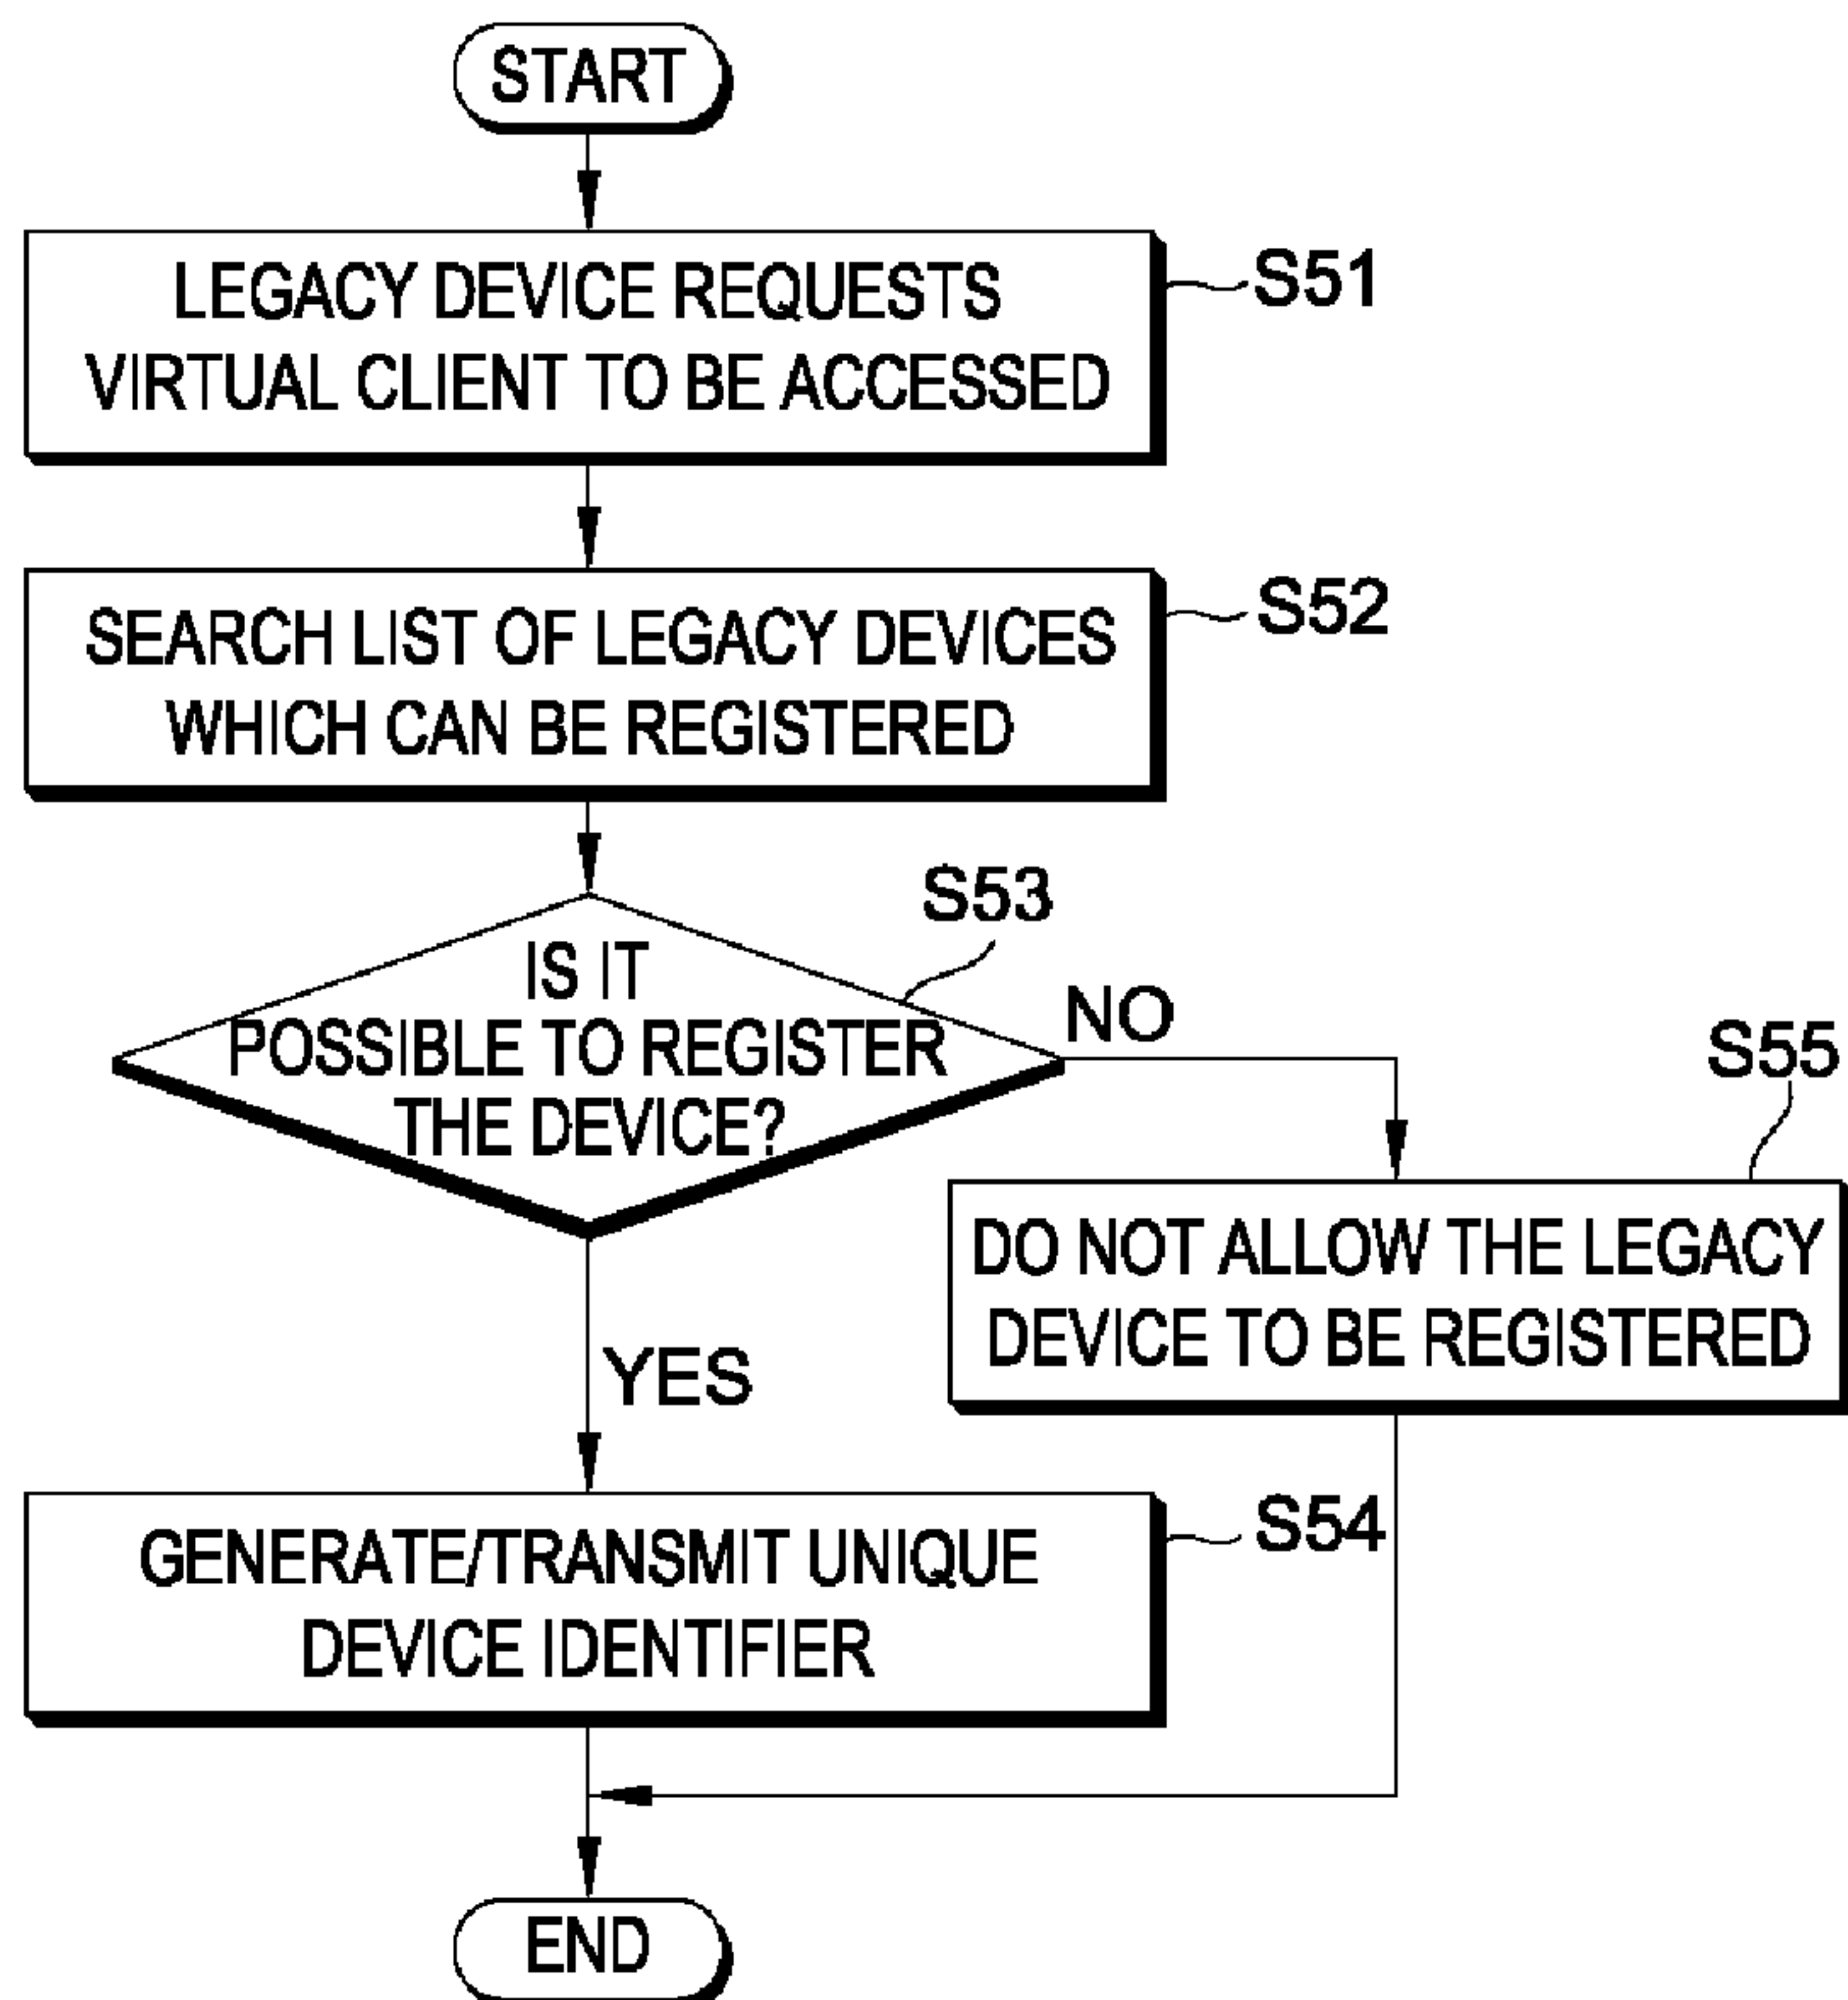 START
LEGACY DEVICE REQUESTS
VIRTUAL CLIENT TO BE ACCESSED
S51
SEARCH LIST OF LEGACY DEVICES
WHICH CAN BE REGISTERED
S52
IS IT
POSSIBLE TO REGISTER
THE DEVICE?
S53
NO
S55
DO NOT ALLOW THE LEGACY
DEVICE TO BE REGISTERED
YES
GENERATE/TRANSMIT UNIQUE
DEVICE IDENTIFIER
S54
END